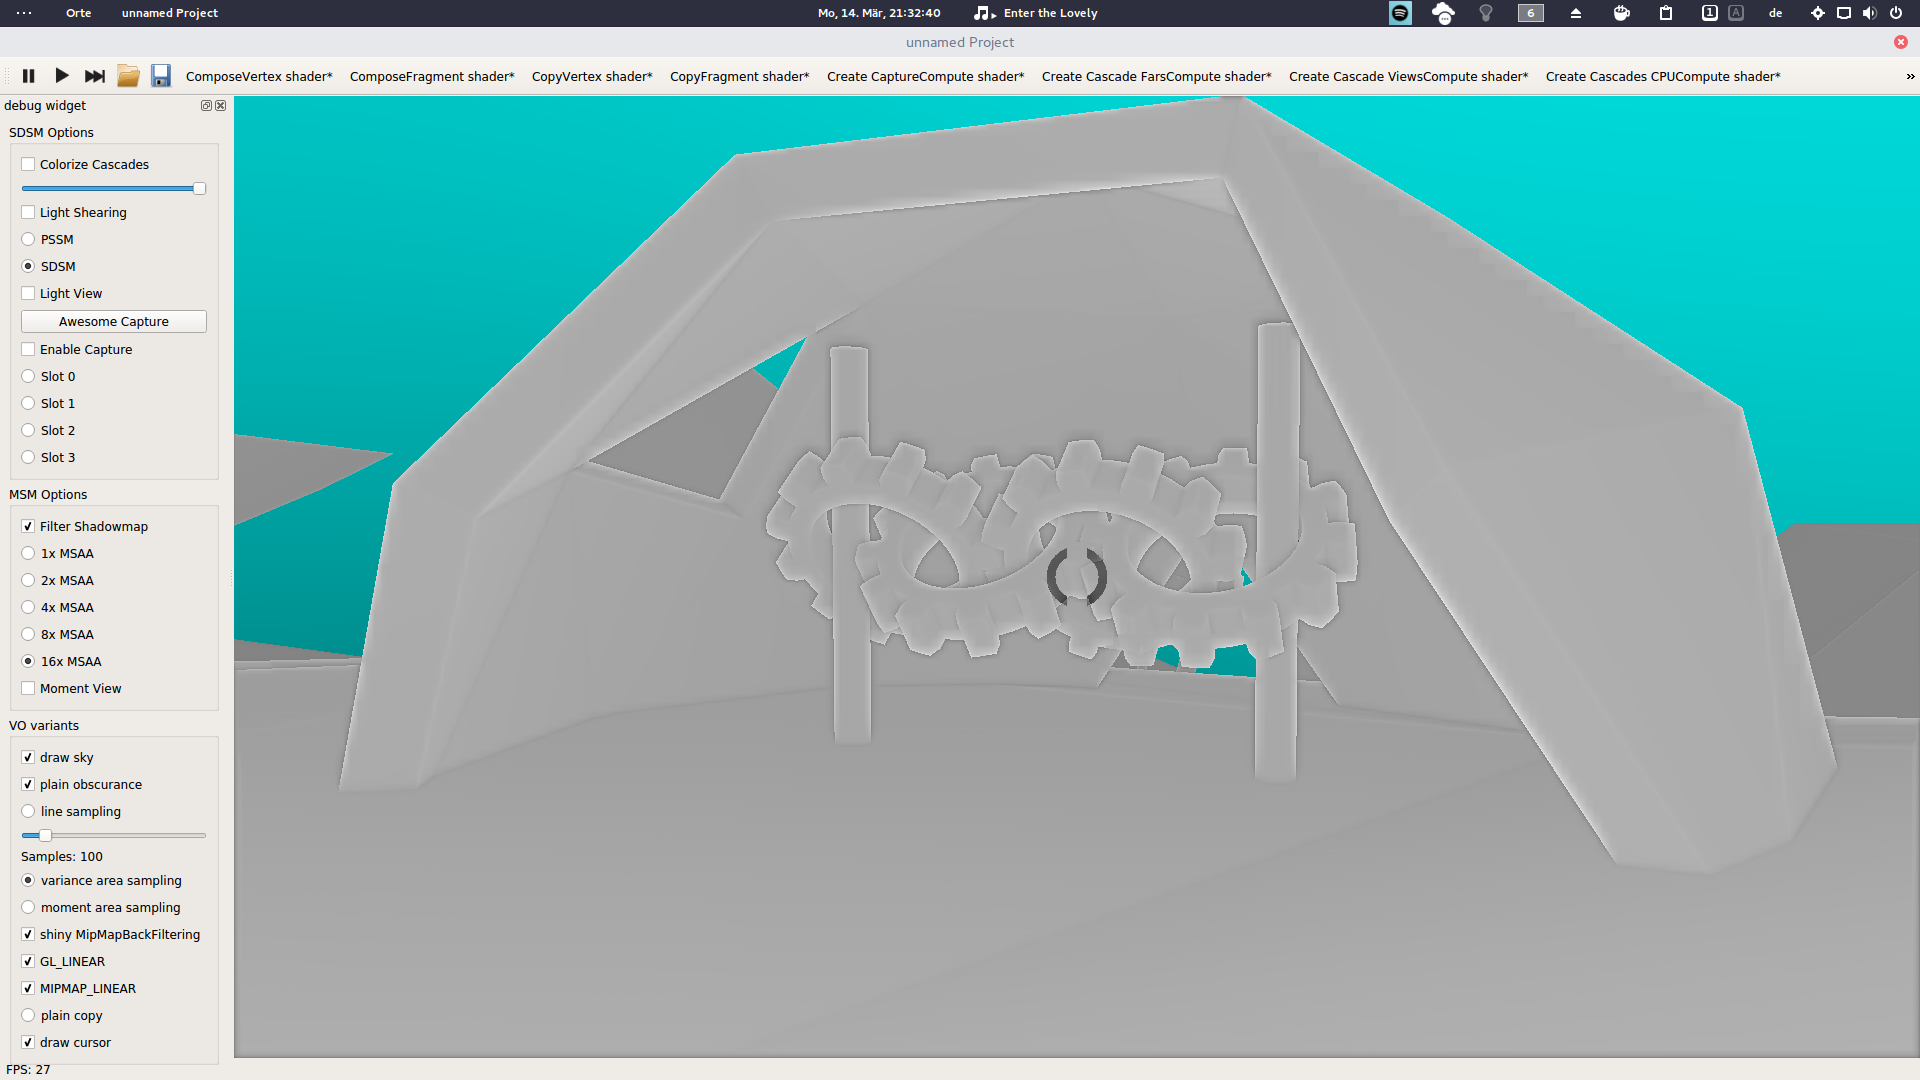 Orte unnamed Project Mo, 14. Mär, 21:32:40 Enter the Lovely 6 1 A de
unnamed Project
ComposeVertex shader* ComposeFragment shader* CopyVertex shader* CopyFragment shader* Create CaptureCompute shader* Create Cascade FarsCompute shader* Create Cascade ViewsCompute shader* Create Cascades CPUCompute shader* »
debug widget
SDSM Options
Colorize Cascades
Light Shearing
PSSM
SDSM
Light View
Awesome Capture
Enable Capture
Slot 0
Slot 1
Slot 2
Slot 3
MSM Options
Filter Shadowmap
1x MSAA
2x MSAA
4x MSAA
8x MSAA
16x MSAA
Moment View
VO variants
draw sky
plain obscurance
line sampling
Samples: 100
variance area sampling
moment area sampling
shiny MipMapBackFiltering
GL_LINEAR
MIPMAP_LINEAR
plain copy
draw cursor
FPS: 27